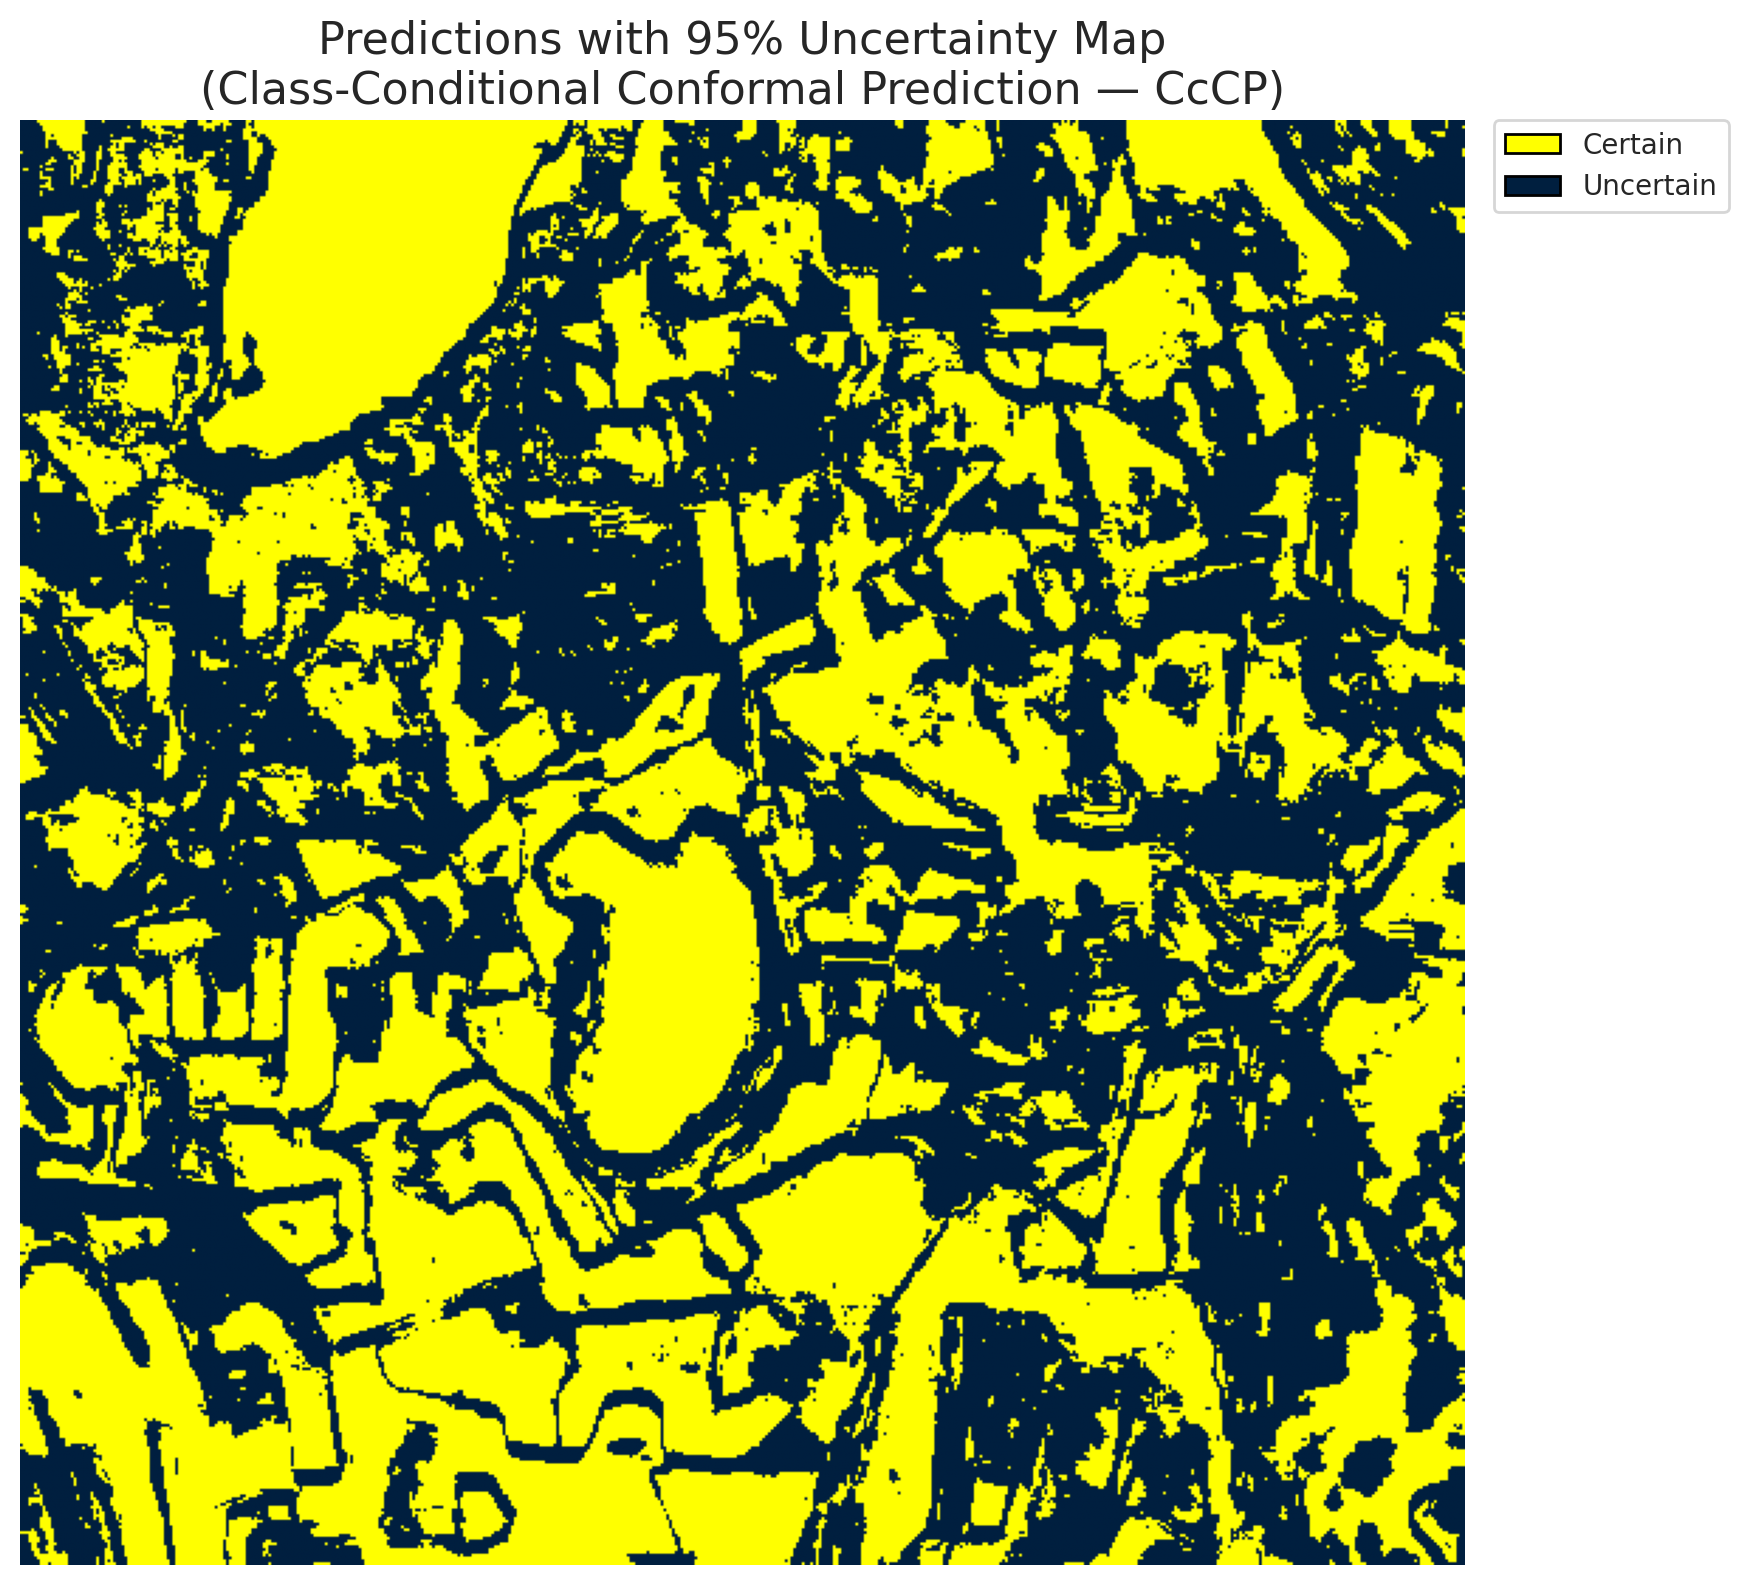 Predictions with 95% Uncertainty Map
(Class-Conditional Conformal Prediction — CcCP)
Certain
Uncertain